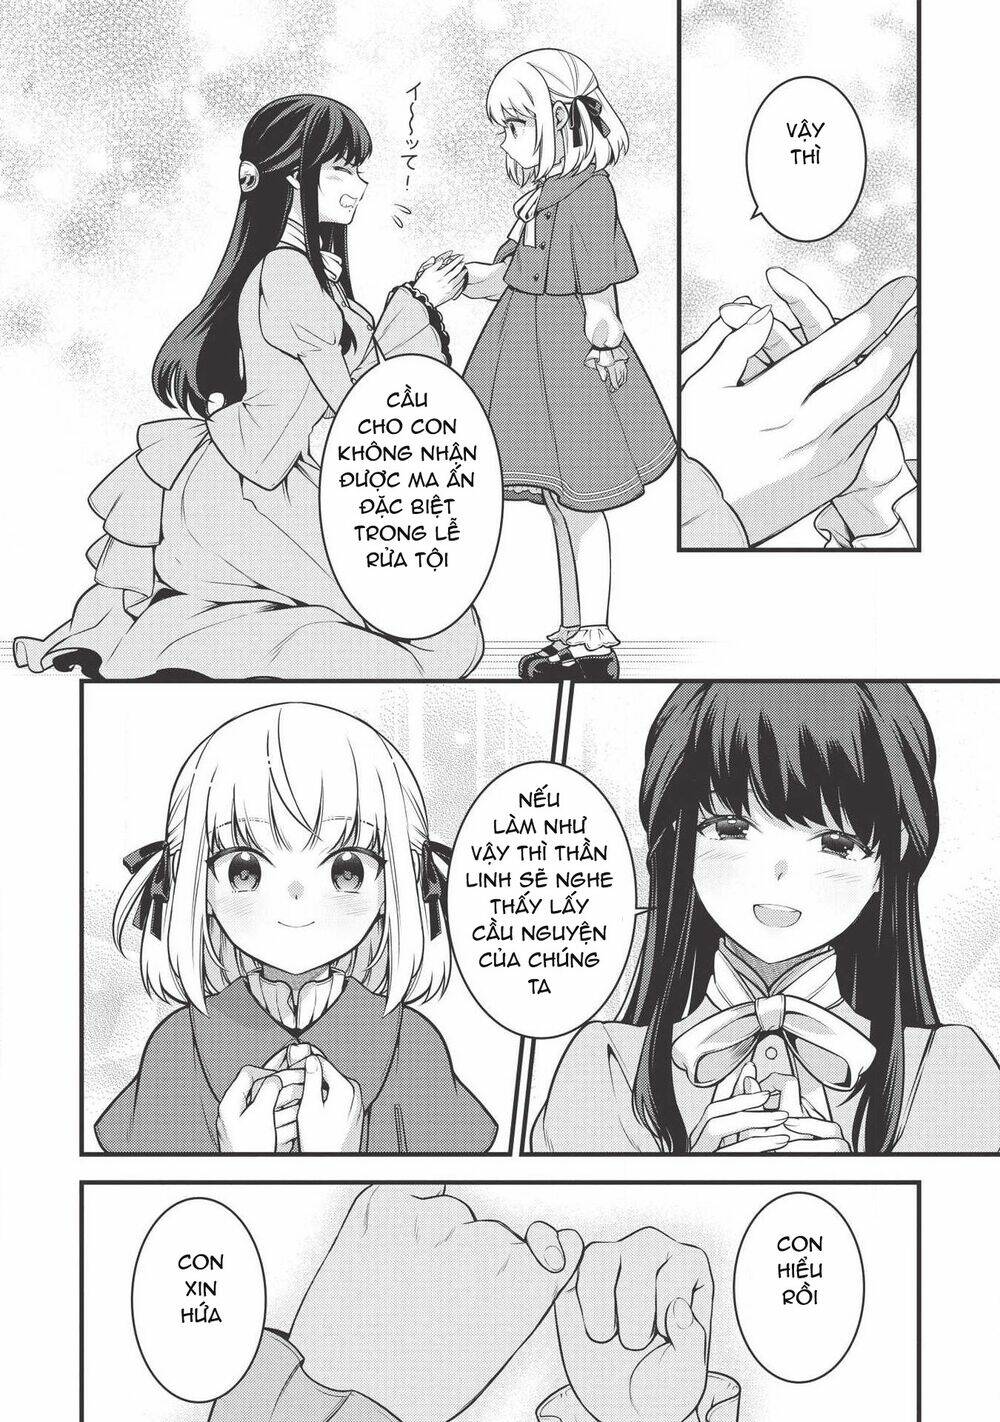 VẬY
THÌ
イ〜ッて!
CẦU
CHO CON
KHÔNG NHẬN
ĐƯỢC MA ẤN
ĐẶC BIỆT
TRONG LỄ
RỬA TỘI
NẾU
LÀM NHƯ
VẬY THÌ THẦN
LINH SẼ NGHE
THẤY LẤY
CẦU NGUYỆN
CỦA CHÚNG
TA
CON
HIỂU
RỒI
CON
XIN
HỨA